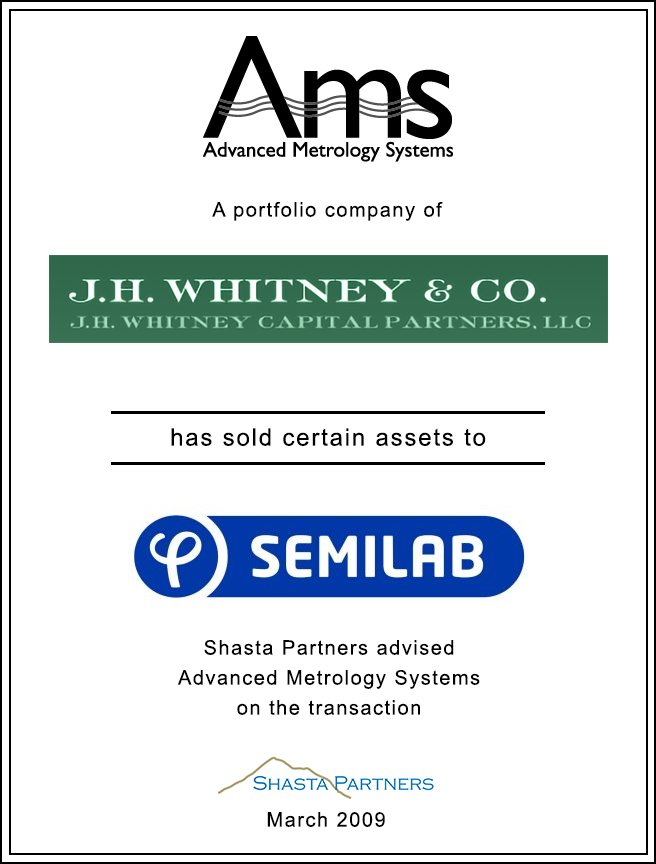 Ams
Advanced Metrology Systems
A portfolio company of
J.H. WHITNEY & CO.
J.H. WHITNEY CAPITAL PARTNERS, LLC
has sold certain assets to
φ SEMILAB
Shasta Partners advised
Advanced Metrology Systems
on the transaction
SHASTA PARTNERS
March 2009